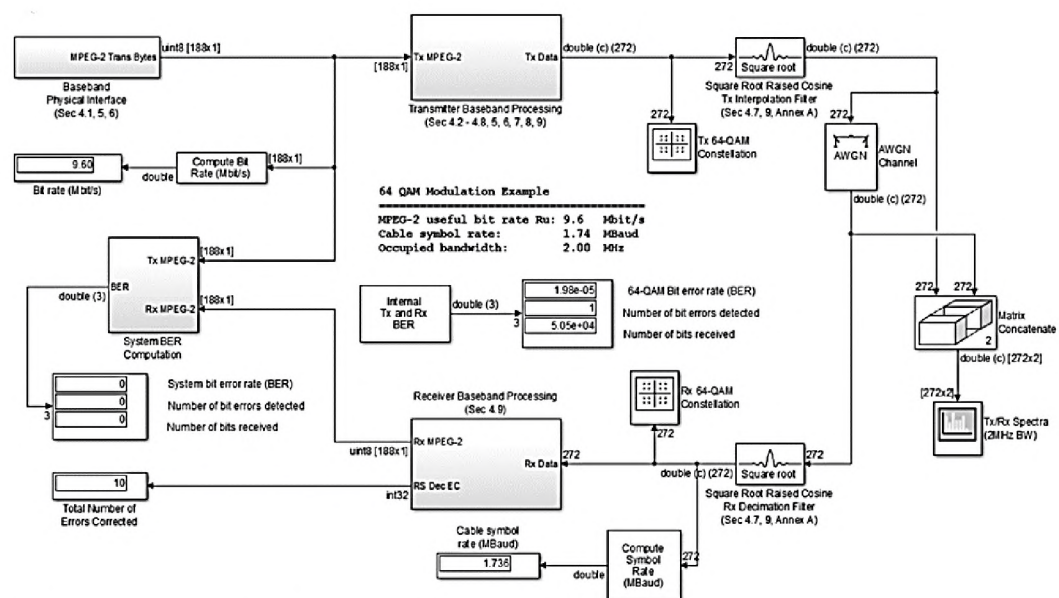 MPEG-2 Trans Bytes
uint8 [188x1]
Baseband
Physical Interface
(Sec 4.1, 5, 6)
[188x1]
Tx MPEG-2
Tx Data
Transmitter Baseband Processing
(Sec 4.2 - 4.8, 5, 6, 7, 8, 9)
double (c) (272)
272
Square root
double (c) (272)
Square Root Raised Cosine
Tx Interpolation Filter
(Sec 4.7, 9, Annex A)
272
Tx 64-QAM
Constellation
272
AWGN
AWGN
Channel
double (c) (272)
9.60
Bit rate (Mbit/s)
double
Compute Bit
Rate (Mbit/s)
[188x1]
64 QAM Modulation Example
MPEG-2 useful bit rate Ru: 9.6 Mbit/s
Cable symbol rate: 1.74 MBaud
Occupied bandwidth: 2.00 MHz
[188x1]
Tx MPEG-2
BER
Rx MPEG-2
[188x1]
double (3)
System BER
Computation
Internal
Tx and Rx
BER
double (3)
3
1.98e-05
1
5.05e+04
64-QAM Bit error rate (BER)
Number of bit errors detected
Number of bits received
272
272
2
Matrix
Concatenate
double (c) [272x2]
[272x2]
Tx/Rx Spectra
(2MHz BW)
3
0
0
0
System bit error rate (BER)
Number of bit errors detected
Number of bits received
Receiver Baseband Processing
(Sec 4.9)
Rx MPEG-2
uint8 [188x1]
Rx Data
RS Dec EC
int32
272
Rx 64-QAM
Constellation
272
double (c) (272)
Square root
272
Square Root Raised Cosine
Rx Decimation Filter
(Sec 4.7, 9, Annex A)
10
Total Number of
Errors Corrected
Cable symbol
rate (MBaud)
1.736
double
Compute
Symbol
Rate
(MBaud)
272